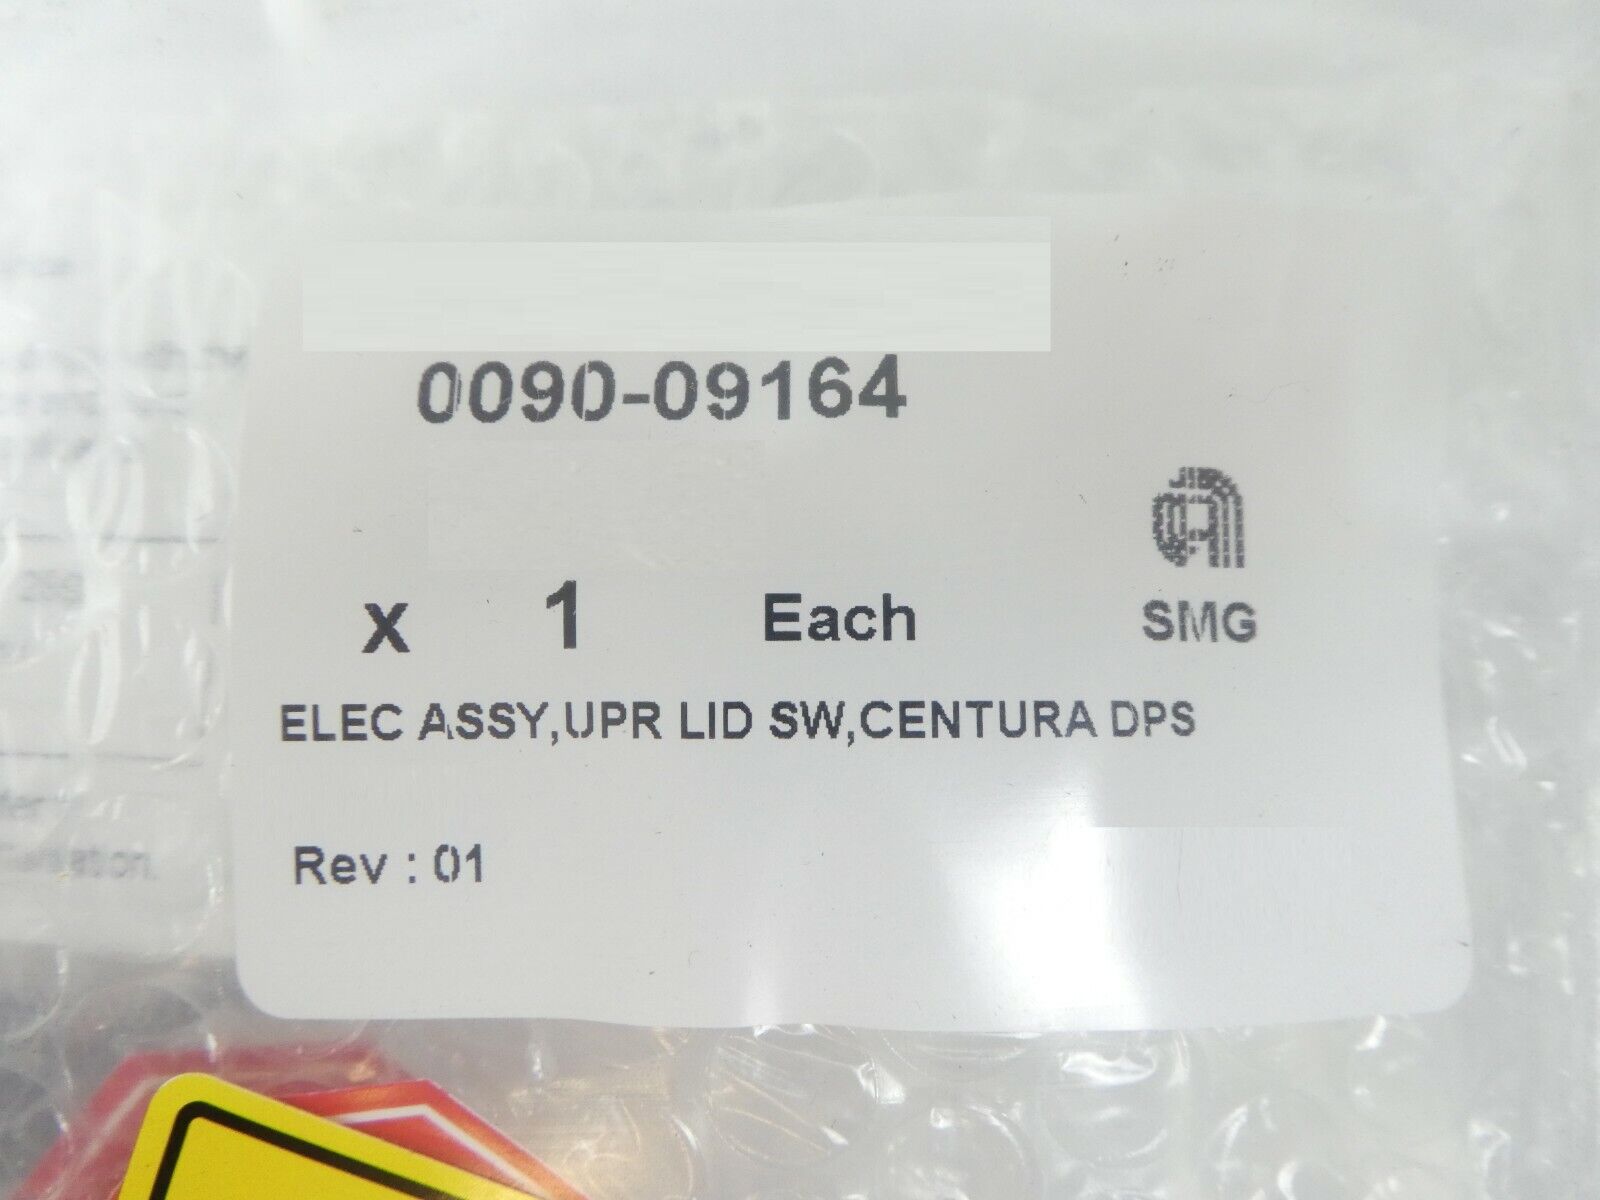 0090-09164
x 1 Each SMG
ELEC ASSY,UPR LID SW,CENTURA DPS
Rev : 01